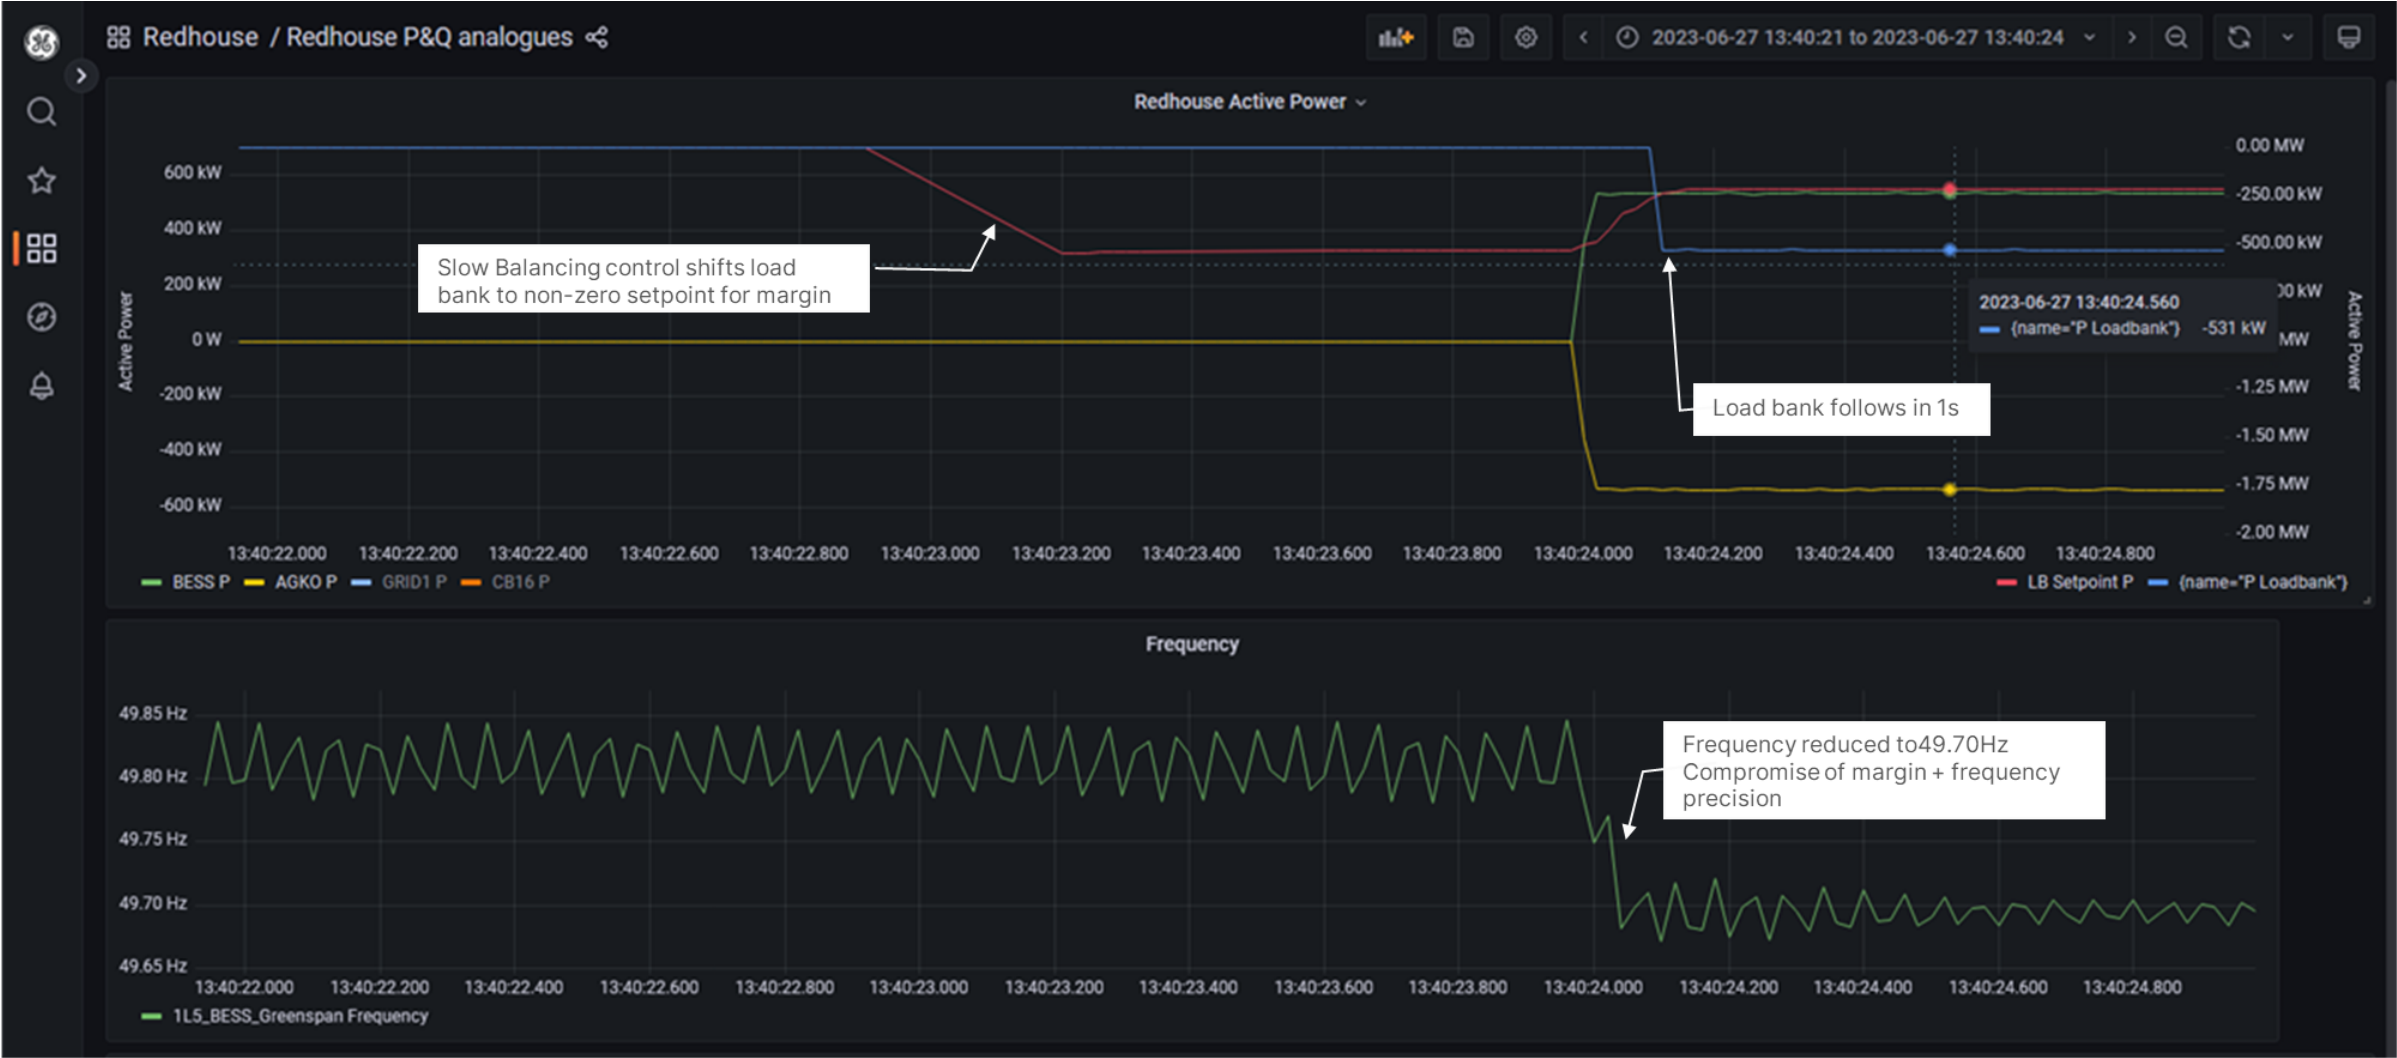 Redhouse / Redhouse P&Q analogues
2023-06-27 13:40:21 to 2023-06-27 13:40:24
Redhouse Active Power
600 kW
400 kW
200 kW
0 W
-200 kW
-400 kW
-600 kW
Active Power
0.00 MW
-250.00 kW
-500.00 kW
00 kW
MW
-1.25 MW
-1.50 MW
-1.75 MW
-2.00 MW
Active Power
Slow Balancing control shifts load
bank to non-zero setpoint for margin
2023-06-27 13:40:24.560
{name="P Loadbank"} -531 kW
Load bank follows in 1s
13:40:22.000 13:40:22.200 13:40:22.400 13:40:22.600 13:40:22.800 13:40:23.000 13:40:23.200 13:40:23.400 13:40:23.600 13:40:23.800 13:40:24.000 13:40:24.200 13:40:24.400 13:40:24.600 13:40:24.800
BESS P AGKO P GRID1 P CB16 P LB Setpoint P {name="P Loadbank"}
Frequency
49.85 Hz
49.80 Hz
49.75 Hz
49.70 Hz
49.65 Hz
Frequency reduced to49.70Hz
Compromise of margin + frequency
precision
13:40:22.000 13:40:22.200 13:40:22.400 13:40:22.600 13:40:22.800 13:40:23.000 13:40:23.200 13:40:23.400 13:40:23.600 13:40:23.800 13:40:24.000 13:40:24.200 13:40:24.400 13:40:24.600 13:40:24.800
1L5_BESS_Greenspan Frequency